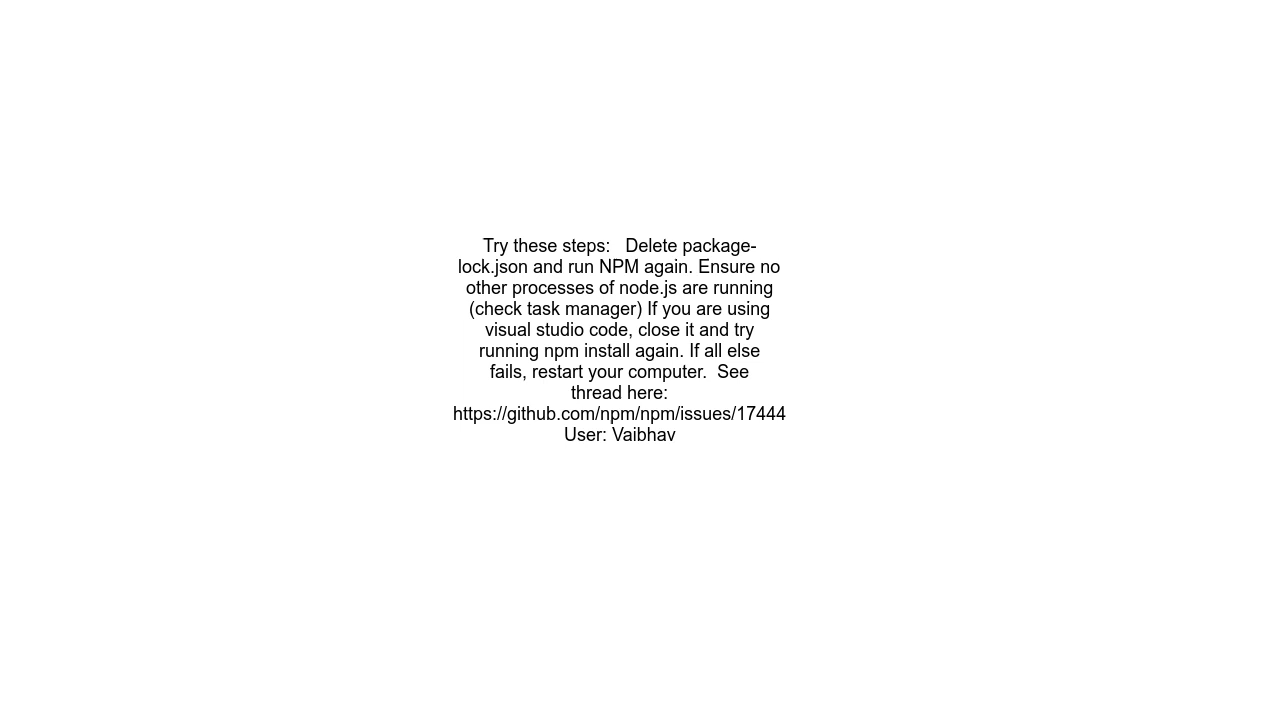 Try these steps:   Delete package-
lock.json and run NPM again. Ensure no
other processes of node.js are running
(check task manager) If you are using
visual studio code, close it and try
running npm install again. If all else
fails, restart your computer.  See
thread here:
https://github.com/npm/npm/issues/17444
User: Vaibhav